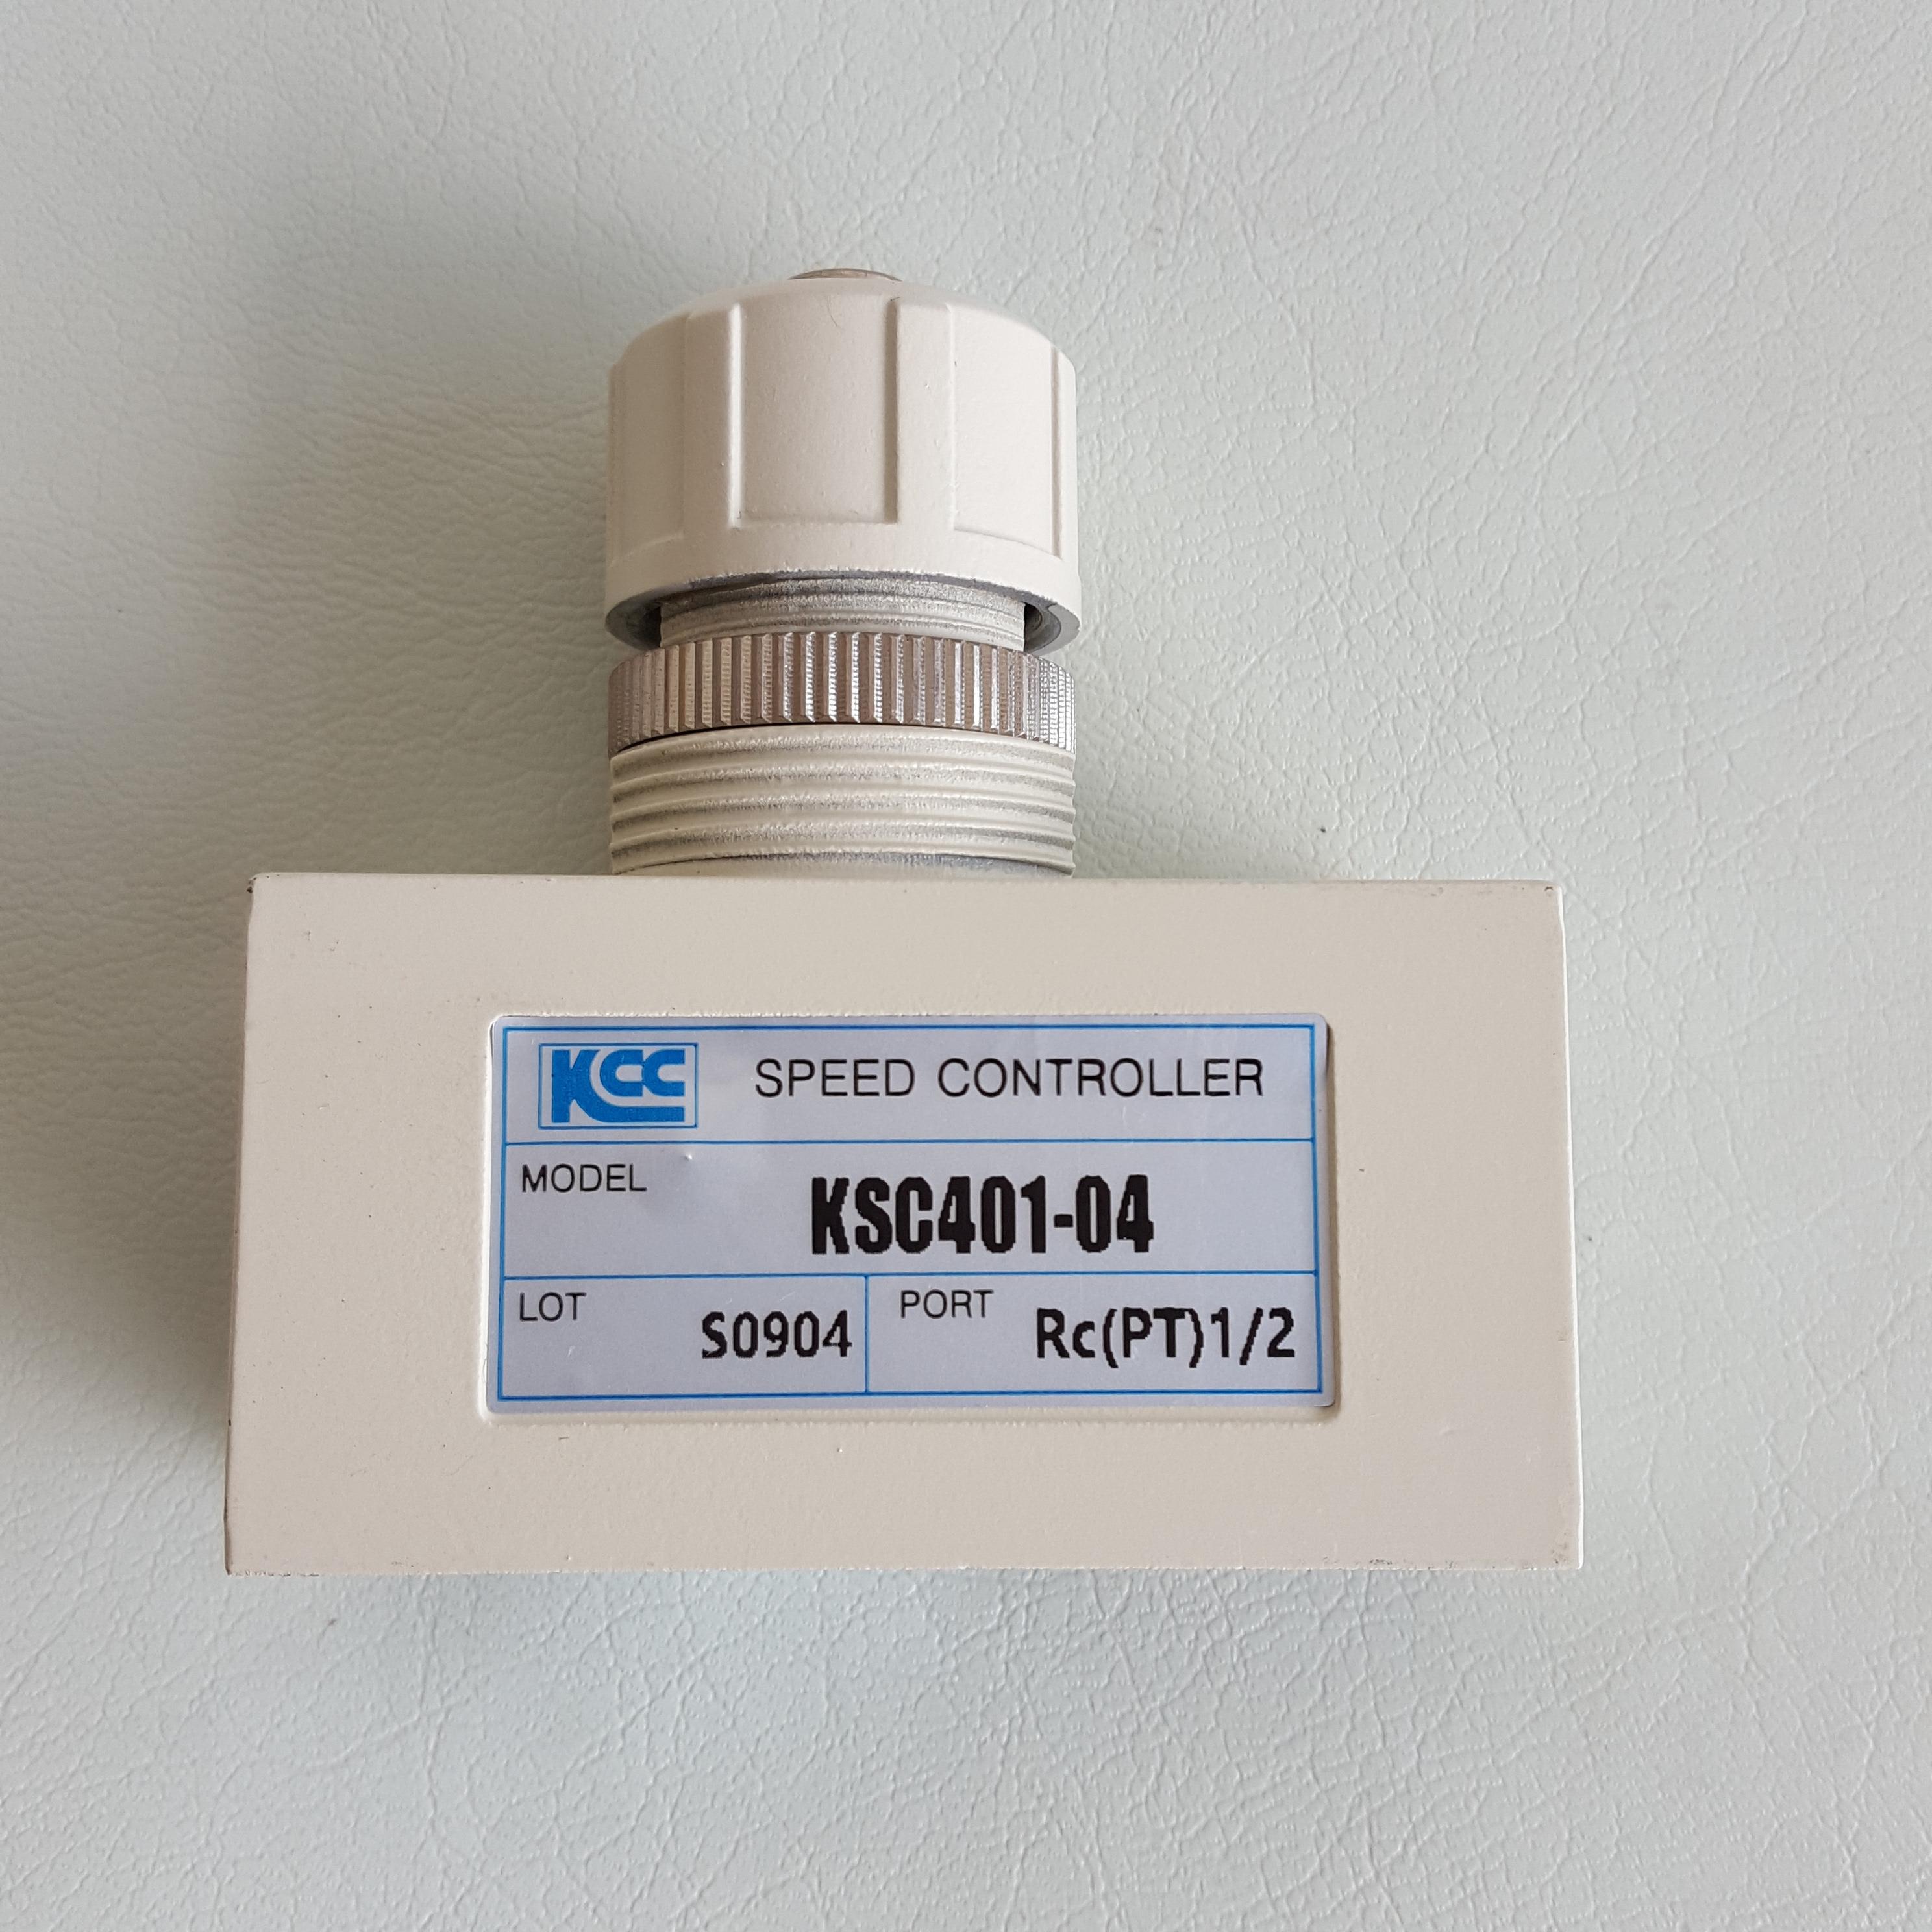 KCC SPEED CONTROLLER
MODEL KSC401-04
LOT S0904 PORT Rc(PT)1/2